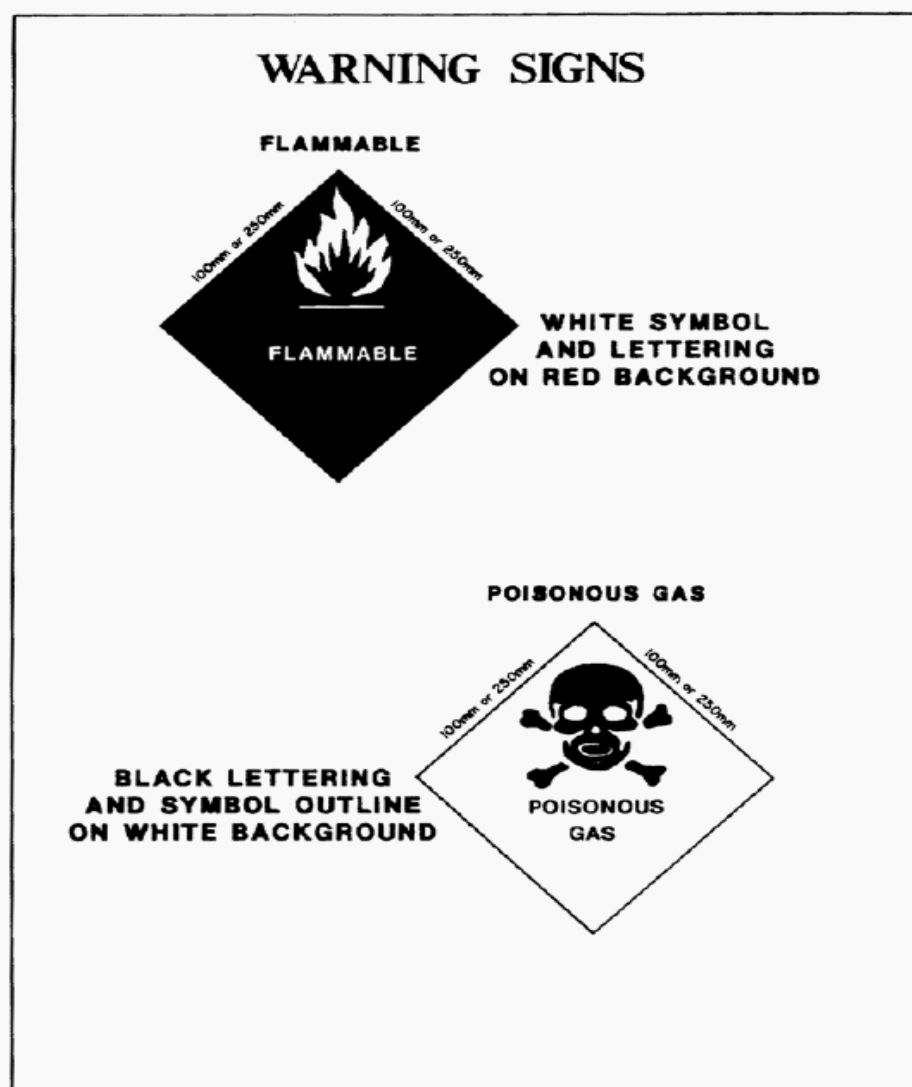 WARNING SIGNS
FLAMMABLE
100mm or 250mm
100mm or 250mm
FLAMMABLE
WHITE SYMBOL
AND LETTERING
ON RED BACKGROUND
POISONOUS GAS
100mm or 250mm
100mm or 250mm
POISONOUS
GAS
BLACK LETTERING
AND SYMBOL OUTLINE
ON WHITE BACKGROUND